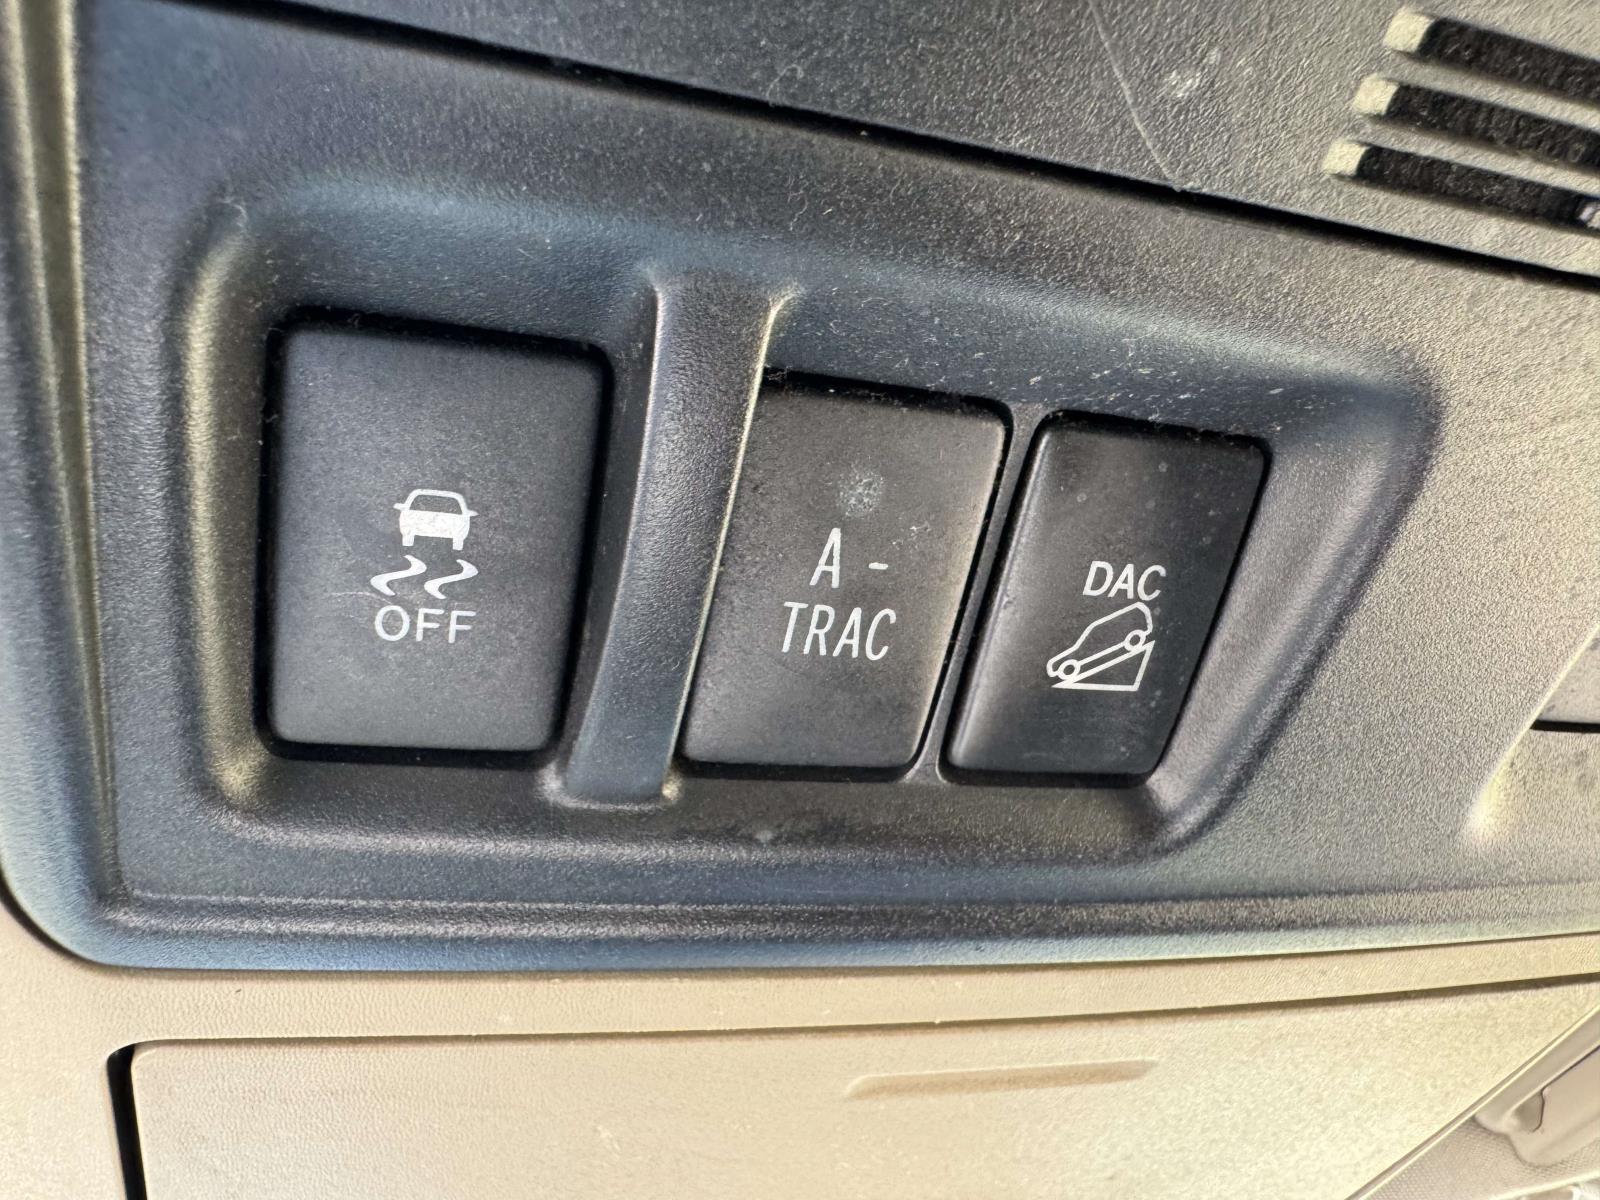 OFF
A -
TRAC
DAC